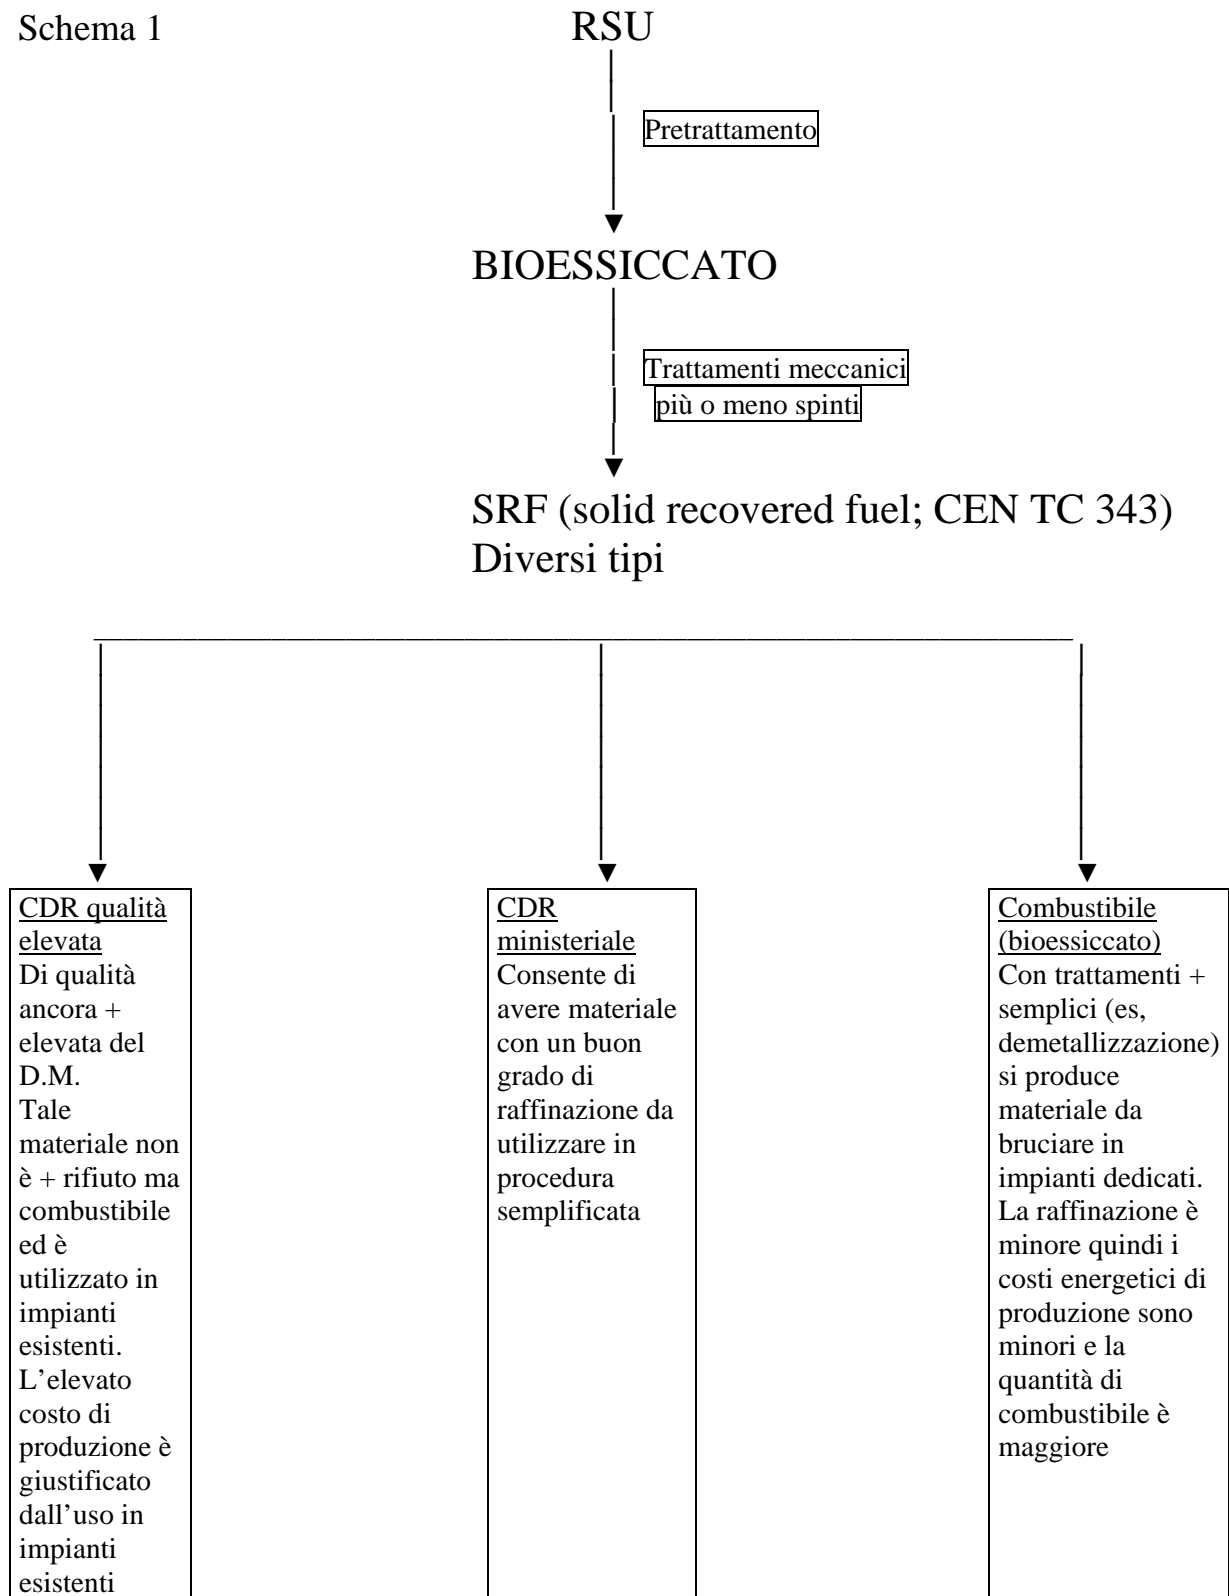 Schema 1
RSU
Pretrattamento
BIOESSICCATO
Trattamenti meccanici
più o meno spinti
SRF (solid recovered fuel; CEN TC 343)
Diversi tipi
CDR qualità
elevata
Di qualità
ancora +
elevata del
D.M.
Tale
materiale non
è + rifiuto ma
combustibile
ed è
utilizzato in
impianti
esistenti.
L’elevato
costo di
produzione è
giustificato
dall’uso in
impianti
esistenti
CDR
ministeriale
Consente di
avere materiale
con un buon
grado di
raffinazione da
utilizzare in
procedura
semplificata
Combustibile
(bioessiccato)
Con trattamenti +
semplici (es,
demetallizzazione)
si produce
materiale da
bruciare in
impianti dedicati.
La raffinazione è
minore quindi i
costi energetici di
produzione sono
minori e la
quantità di
combustibile è
maggiore